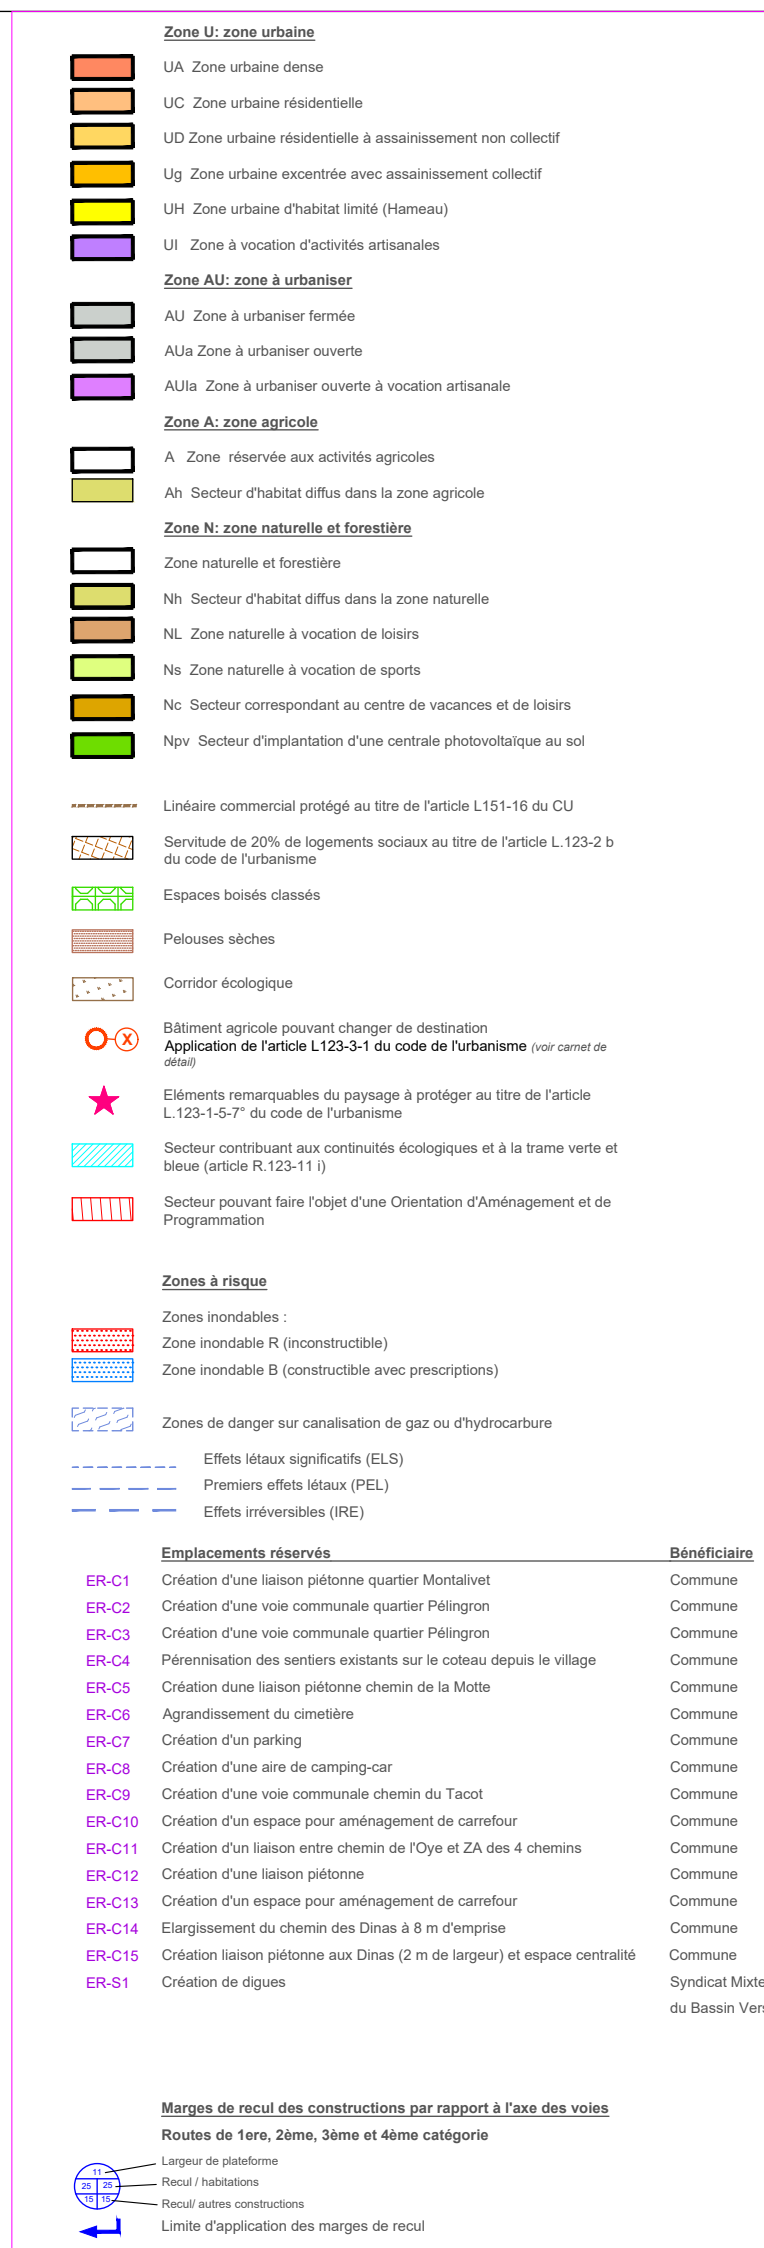 Zone U: zone urbaine
UA Zone urbaine dense
UC Zone urbaine résidentielle
UD Zone urbaine résidentielle à assainissement non collectif
Ug Zone urbaine excentrée avec assainissement collectif
UH Zone urbaine d'habitat limité (Hameau)
UI Zone à vocation d'activités artisanales
Zone AU: zone à urbaniser
AU Zone à urbaniser fermée
AUa Zone à urbaniser ouverte
AUIa Zone à urbaniser ouverte à vocation artisanale
Zone A: zone agricole
A Zone réservée aux activités agricoles
Ah Secteur d'habitat diffus dans la zone agricole
Zone N: zone naturelle et forestière
Zone naturelle et forestière
Nh Secteur d'habitat diffus dans la zone naturelle
NL Zone naturelle à vocation de loisirs
Ns Zone naturelle à vocation de sports
Nc Secteur correspondant au centre de vacances et de loisirs
Npv Secteur d'implantation d'une centrale photovoltaïque au sol
Linéaire commercial protégé au titre de l'article L151-16 du CU
Servitude de 20% de logements sociaux au titre de l'article L.123-2 b
du code de l'urbanisme
Espaces boisés classés
Pelouses sèches
Corridor écologique
X
Bâtiment agricole pouvant changer de destination
Application de l'article L123-3-1 du code de l'urbanisme (voir carnet de
détail)
Eléments remarquables du paysage à protéger au titre de l'article
L.123-1-5-7° du code de l'urbanisme
Secteur contribuant aux continuités écologiques et à la trame verte et
bleue (article R.123-11 i)
Secteur pouvant faire l'objet d'une Orientation d'Aménagement et de
Programmation
Zones à risque
Zones inondables :
Zone inondable R (inconstructible)
Zone inondable B (constructible avec prescriptions)
Zones de danger sur canalisation de gaz ou d'hydrocarbure
Effets létaux significatifs (ELS)
Premiers effets létaux (PEL)
Effets irréversibles (IRE)
Emplacements réservés Bénéficiaire
ER-C1 Création d'une liaison piétonne quartier Montalivet Commune
ER-C2 Création d'une voie communale quartier Pélingron Commune
ER-C3 Création d'une voie communale quartier Pélingron Commune
ER-C4 Pérennisation des sentiers existants sur le coteau depuis le village Commune
ER-C5 Création dune liaison piétonne chemin de la Motte Commune
ER-C6 Agrandissement du cimetière Commune
ER-C7 Création d'un parking Commune
ER-C8 Création d'une aire de camping-car Commune
ER-C9 Création d'une voie communale chemin du Tacot Commune
ER-C10 Création d'un espace pour aménagement de carrefour Commune
ER-C11 Création d'un liaison entre chemin de l'Oye et ZA des 4 chemins Commune
ER-C12 Création d'une liaison piétonne Commune
ER-C13 Création d'un espace pour aménagement de carrefour Commune
ER-C14 Elargissement du chemin des Dinas à 8 m d'emprise Commune
ER-C15 Création liaison piétonne aux Dinas (2 m de largeur) et espace centralité Commune
ER-S1 Création de digues Syndicat Mixte
du Bassin Vers
Marges de recul des constructions par rapport à l'axe des voies
Routes de 1ere, 2ème, 3ème et 4ème catégorie
11 Largeur de plateforme
25 25 Recul / habitations
15 15 Recul/ autres constructions
Limite d'application des marges de recul